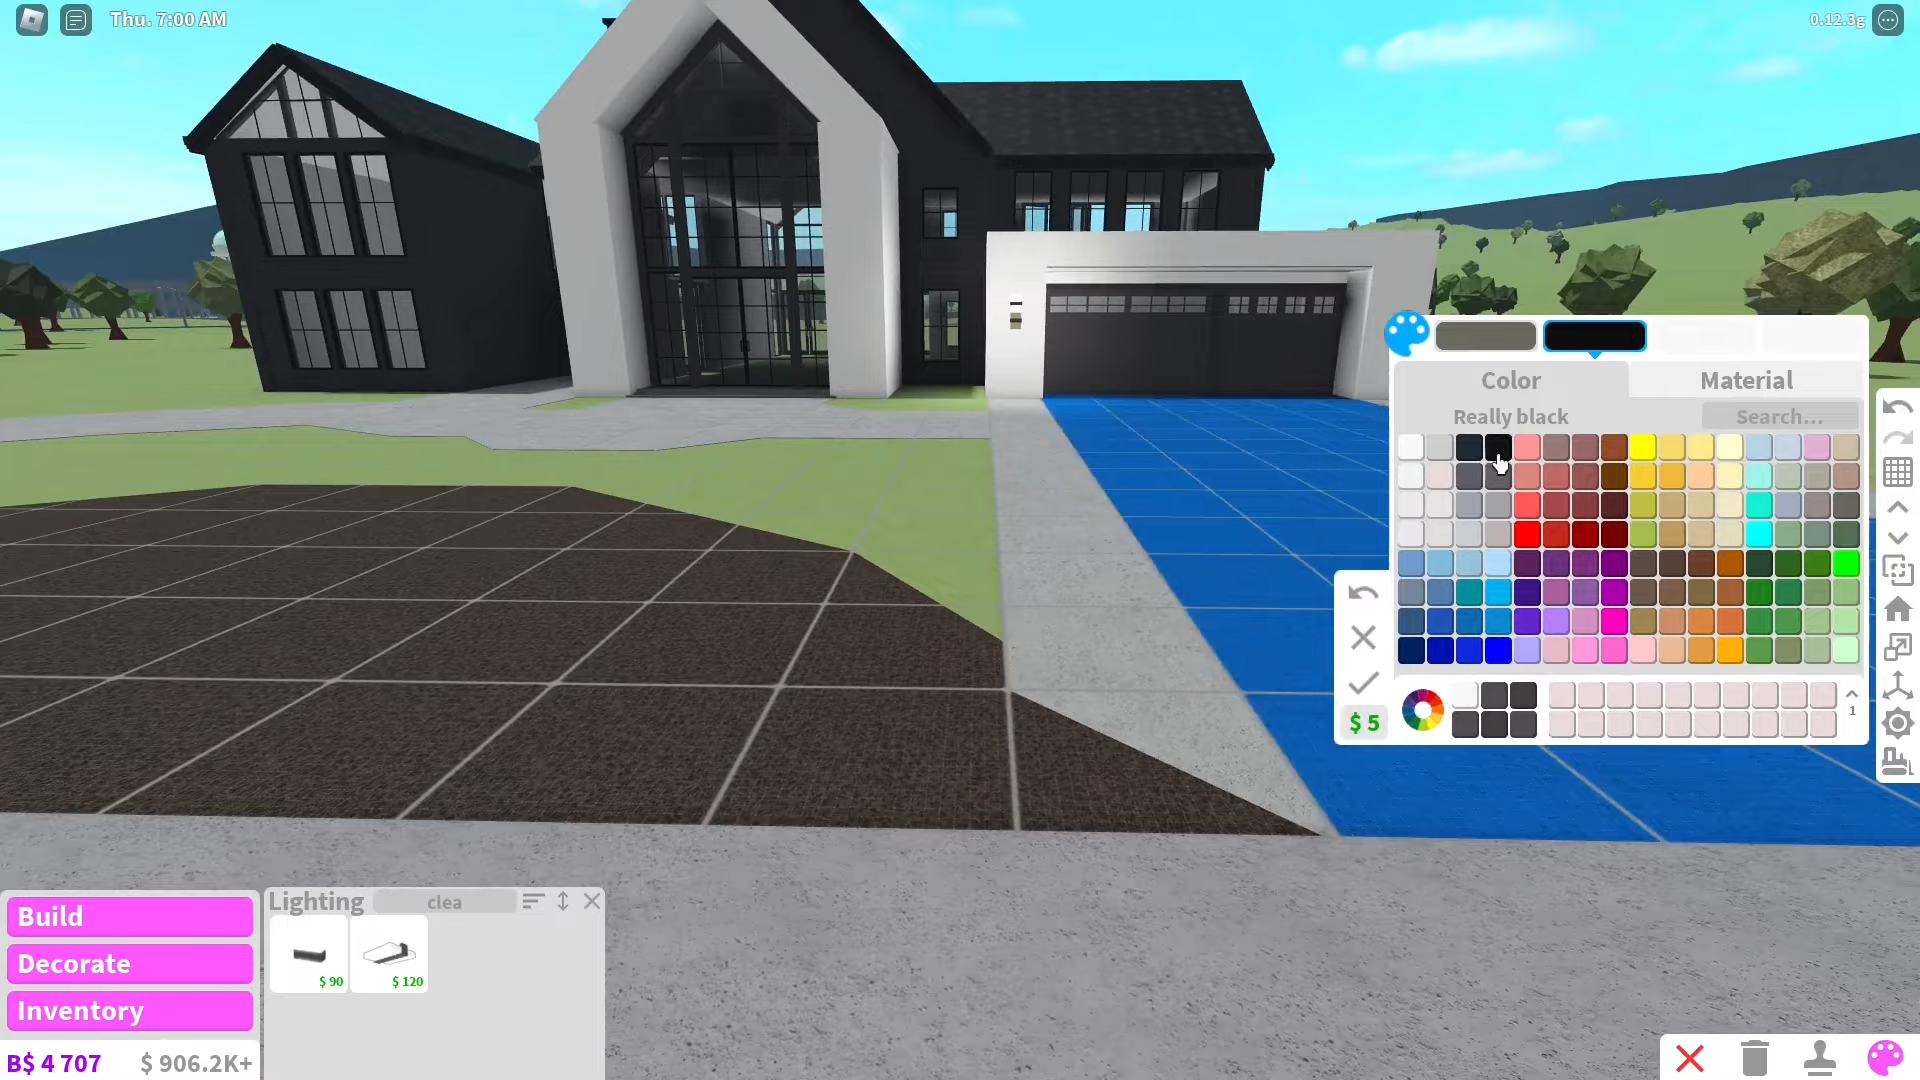 Thu. 7:00 AM
0.12.3g
Color
Material
Really black
Search...
$ 5
1
Build
Decorate
Inventory
B$ 4 707
$ 906.2K+
Lighting
clea
$ 90
$ 120